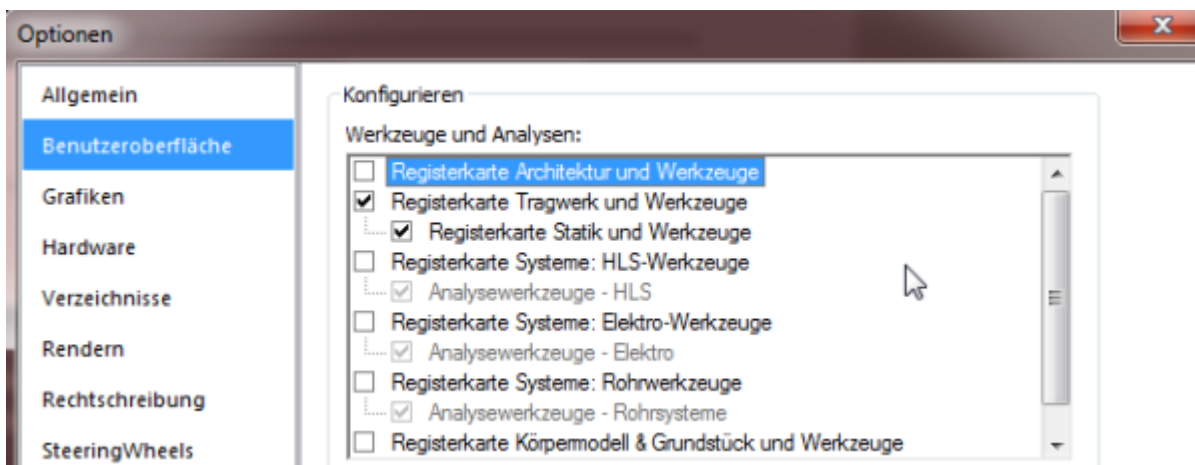 Optionen
Allgemein
Benutzeroberfläche
Grafiken
Hardware
Verzeichnisse
Rendern
Rechtschreibung
SteeringWheels
Konfigurieren
Werkzeuge und Analysen:
Registerkarte Architektur und Werkzeuge
Registerkarte Tragwerk und Werkzeuge
Registerkarte Statik und Werkzeuge
Registerkarte Systeme: HLS-Werkzeuge
Analysewerkzeuge - HLS
Registerkarte Systeme: Elektro-Werkzeuge
Analysewerkzeuge - Elektro
Registerkarte Systeme: Rohrwerkzeuge
Analysewerkzeuge - Rohrsysteme
Registerkarte Körpermodell & Grundstück und Werkzeuge